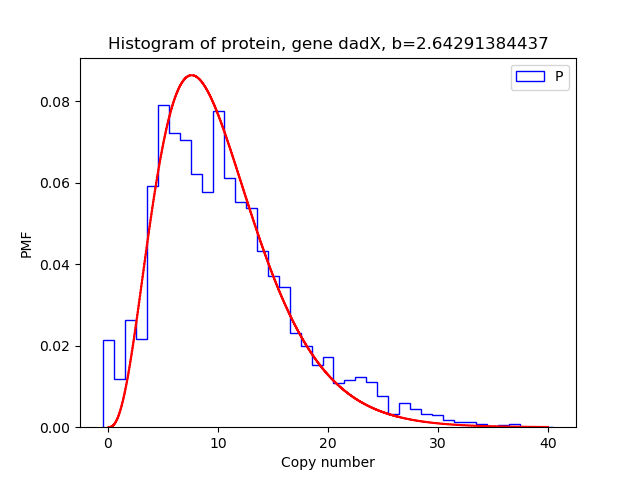 Histogram of protein, gene dadX, b=2.64291384437
P
0.08
0.06
0.04
0.02
0.00
PMF
0
10
20
30
40
Copy number